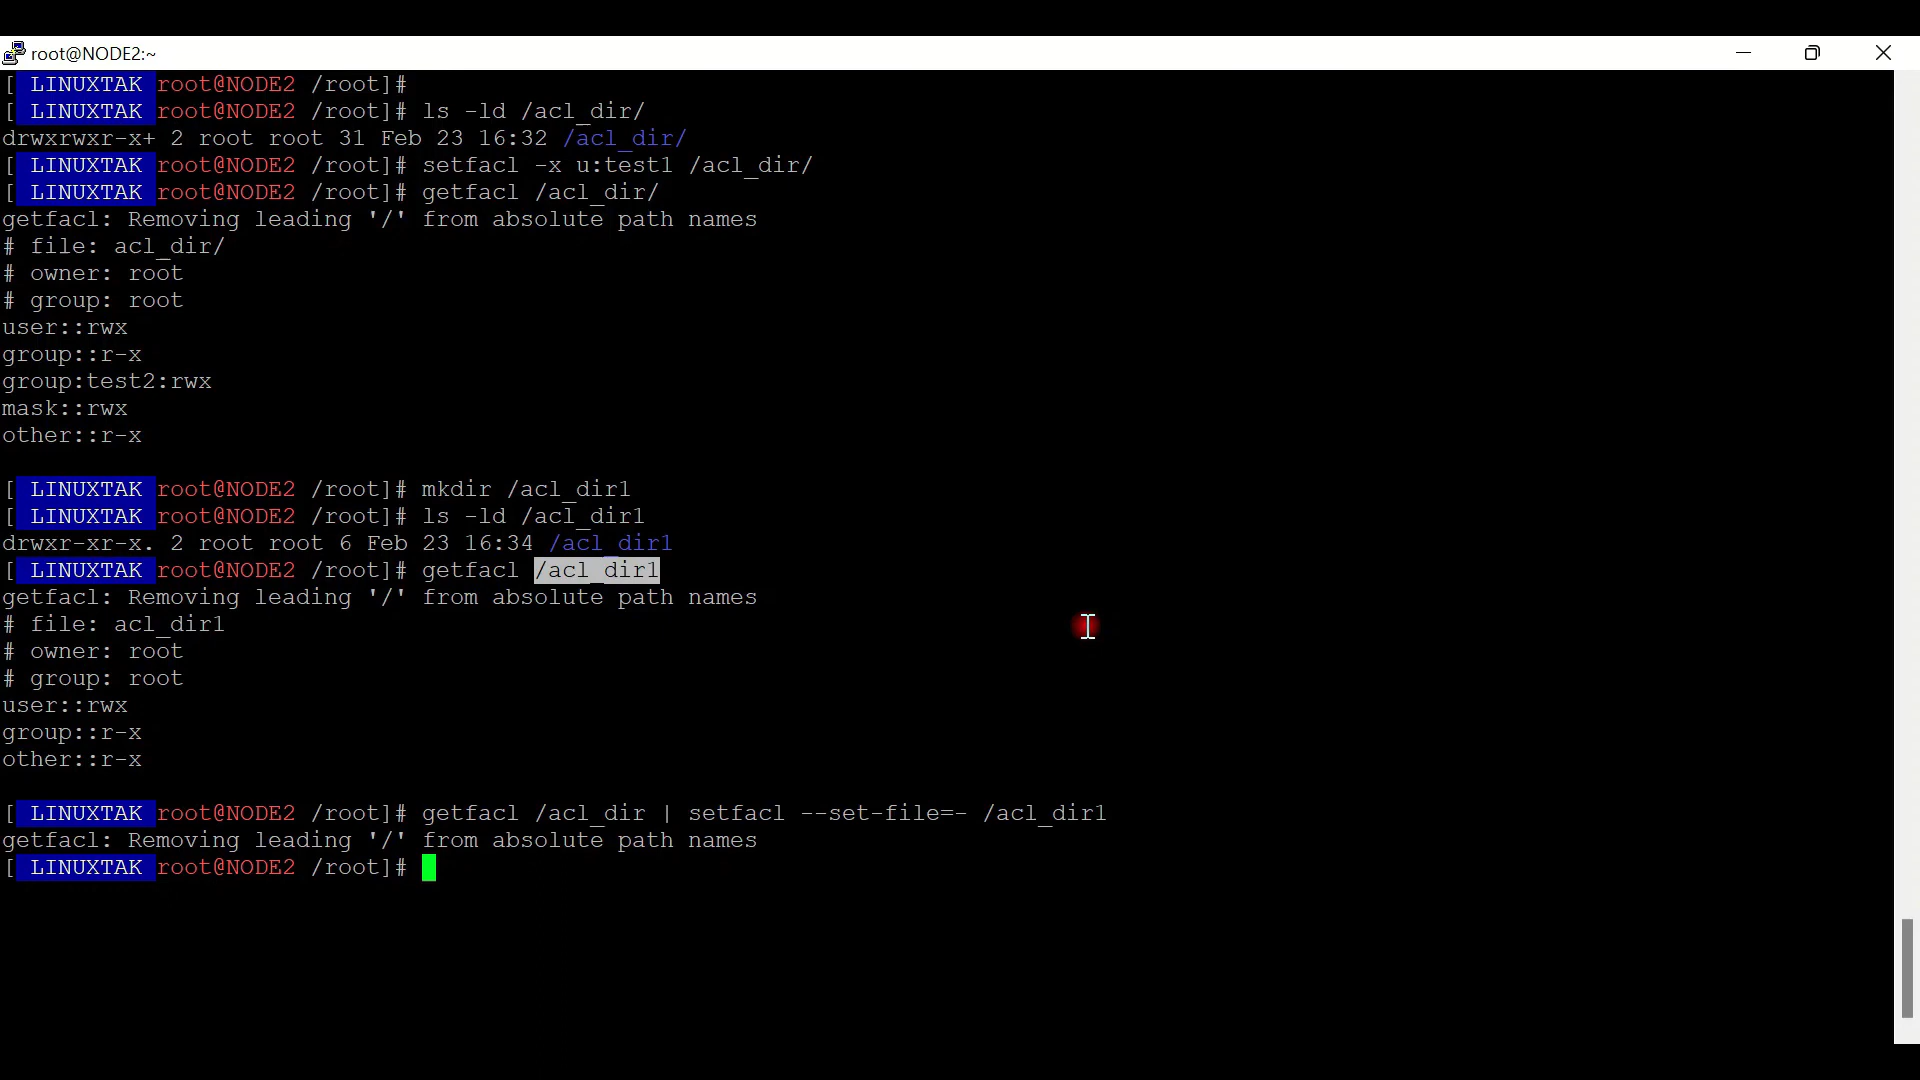 root@NODE2:~
[ LINUXTAK root@NODE2 /root]#
[ LINUXTAK root@NODE2 /root]# ls -ld /acl_dir/
drwxrwxr-x+ 2 root root 31 Feb 23 16:32 /acl_dir/
[ LINUXTAK root@NODE2 /root]# setfacl -x u:test1 /acl_dir/
[ LINUXTAK root@NODE2 /root]# getfacl /acl_dir/
getfacl: Removing leading '/' from absolute path names
# file: acl_dir/
# owner: root
# group: root
user::rwx
group::r-x
group:test2:rwx
mask::rwx
other::r-x
[ LINUXTAK root@NODE2 /root]# mkdir /acl_dir1
[ LINUXTAK root@NODE2 /root]# ls -ld /acl_dir1
drwxr-xr-x. 2 root root 6 Feb 23 16:34 /acl_dir1
[ LINUXTAK root@NODE2 /root]# getfacl /acl_dir1
getfacl: Removing leading '/' from absolute path names
# file: acl_dir1
# owner: root
# group: root
user::rwx
group::r-x
other::r-x
[ LINUXTAK root@NODE2 /root]# getfacl /acl_dir | setfacl --set-file=- /acl_dir1
getfacl: Removing leading '/' from absolute path names
[ LINUXTAK root@NODE2 /root]#